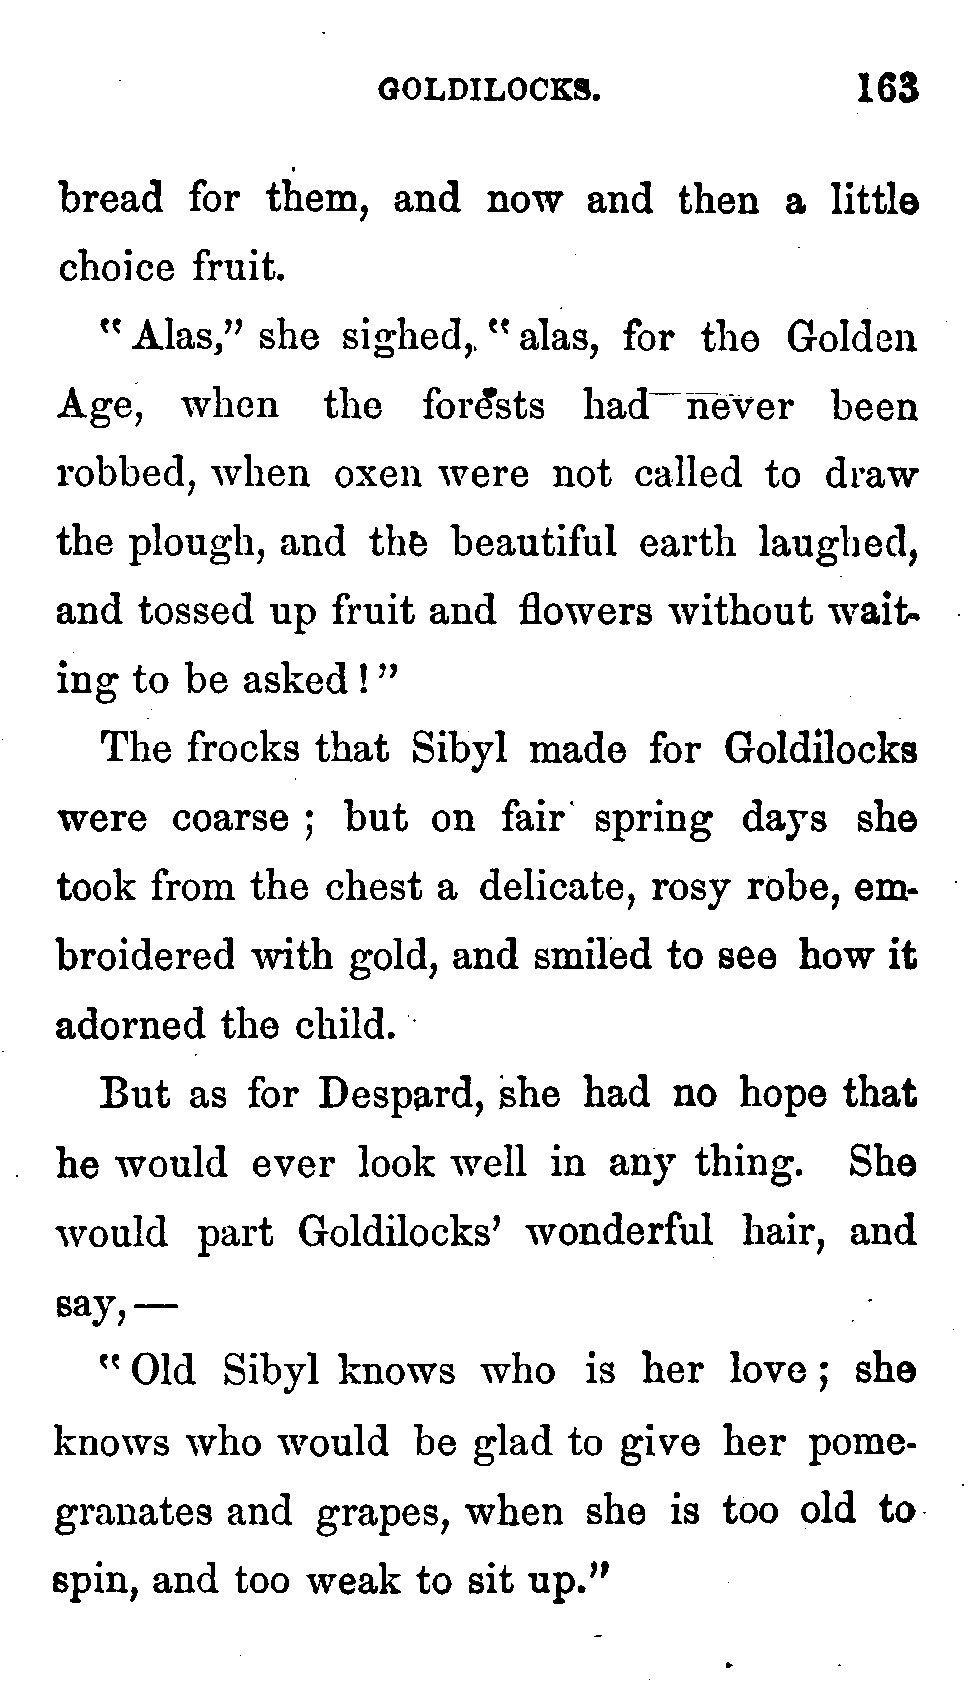 GOLDILOCKS. 163
bread for them, and now and then a little
choice fruit.
"Alas," she sighed, "alas, for the Golden
Age, when the forests had never been
robbed, when oxen were not called to draw
the plough, and the beautiful earth laughed,
and tossed up fruit and flowers without wait-
ing to be asked!"
The frocks that Sibyl made for Goldilocks
were coarse; but on fair spring days she
took from the chest a delicate, rosy robe, em-
broidered with gold, and smiled to see how it
adorned the child.
But as for Despard, she had no hope that
he would ever look well in any thing. She
would part Goldilocks' wonderful hair, and
say,—
"Old Sibyl knows who is her love; she
knows who would be glad to give her pome-
granates and grapes, when she is too old to
spin, and too weak to sit up."